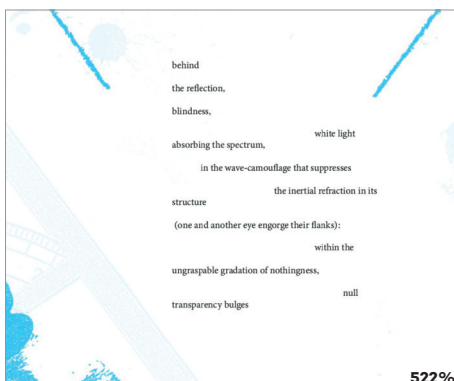 behind
the reflection,
blindness,
white light
absorbing the spectrum,
in the wave-camouflage that suppresses
the inertial refraction in its
structure
(one and another eye engorge their flanks):
within the
ungraspable gradation of nothingness,
null
transparency bulges
522%